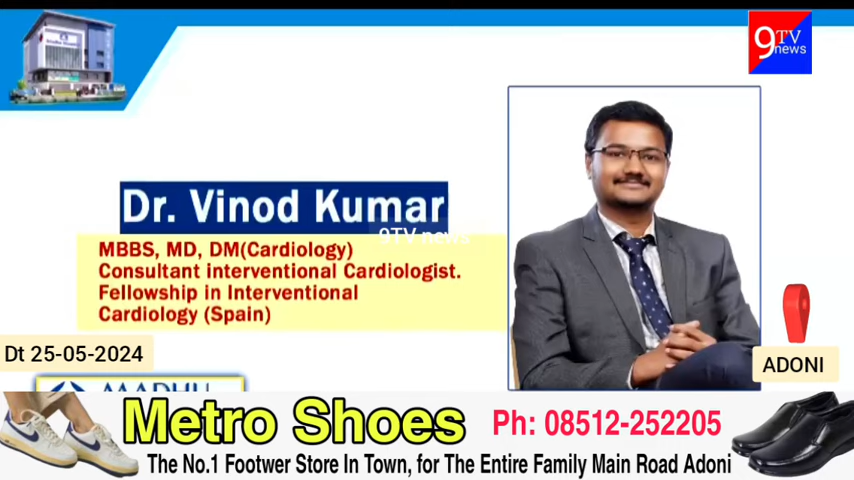 9TV
news
Dr. Vinod Kumar
9TV news
MBBS, MD, DM(Cardiology)
Consultant interventional Cardiologist.
Fellowship in Interventional
Cardiology (Spain)
Dt 25-05-2024
ADONI
MADHU
Metro Shoes
Ph: 08512-252205
The No.1 Footwer Store In Town, for The Entire Family Main Road Adoni